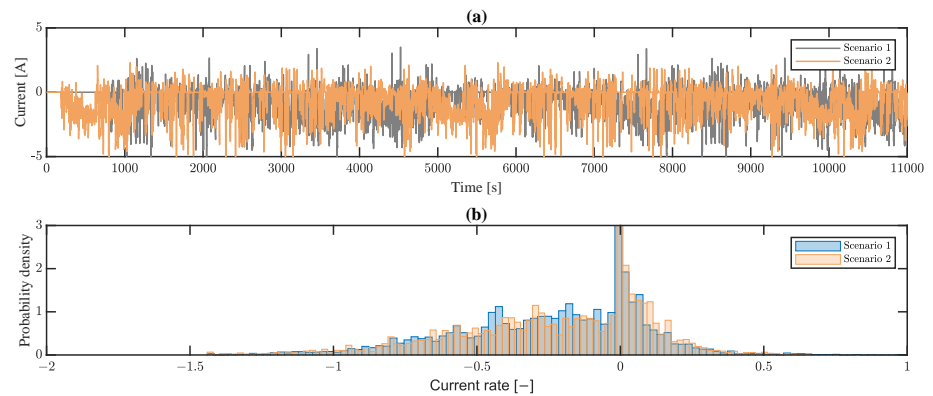 (a)
Current [A]
5
0
−5
Scenario 1
Scenario 2
0 1000 2000 3000 4000 5000 6000 7000 8000 9000 10000 11000
Time [s]
(b)
Probability density
3
2
1
0
Scenario 1
Scenario 2
−2 −1.5 −1 −0.5 0 0.5 1
Current rate [−]